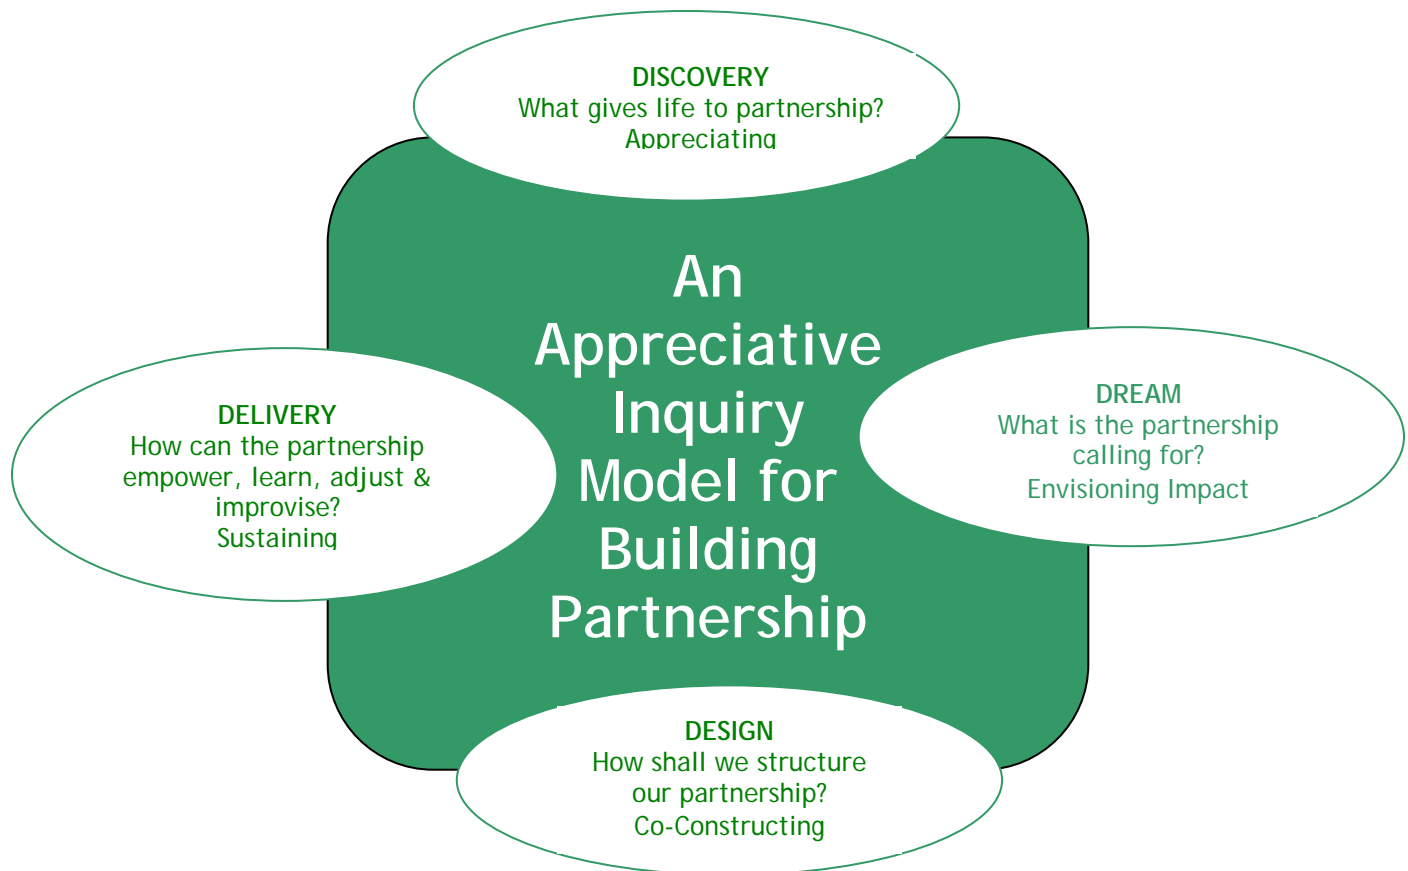 DISCOVERY
What gives life to partnership?
Appreciating
An
Appreciative
Inquiry
Model for
Building
Partnership
DREAM
What is the partnership
calling for?
Envisioning Impact
DESIGN
How shall we structure
our partnership?
Co-Constructing
DELIVERY
How can the partnership
empower, learn, adjust &
improvise?
Sustaining